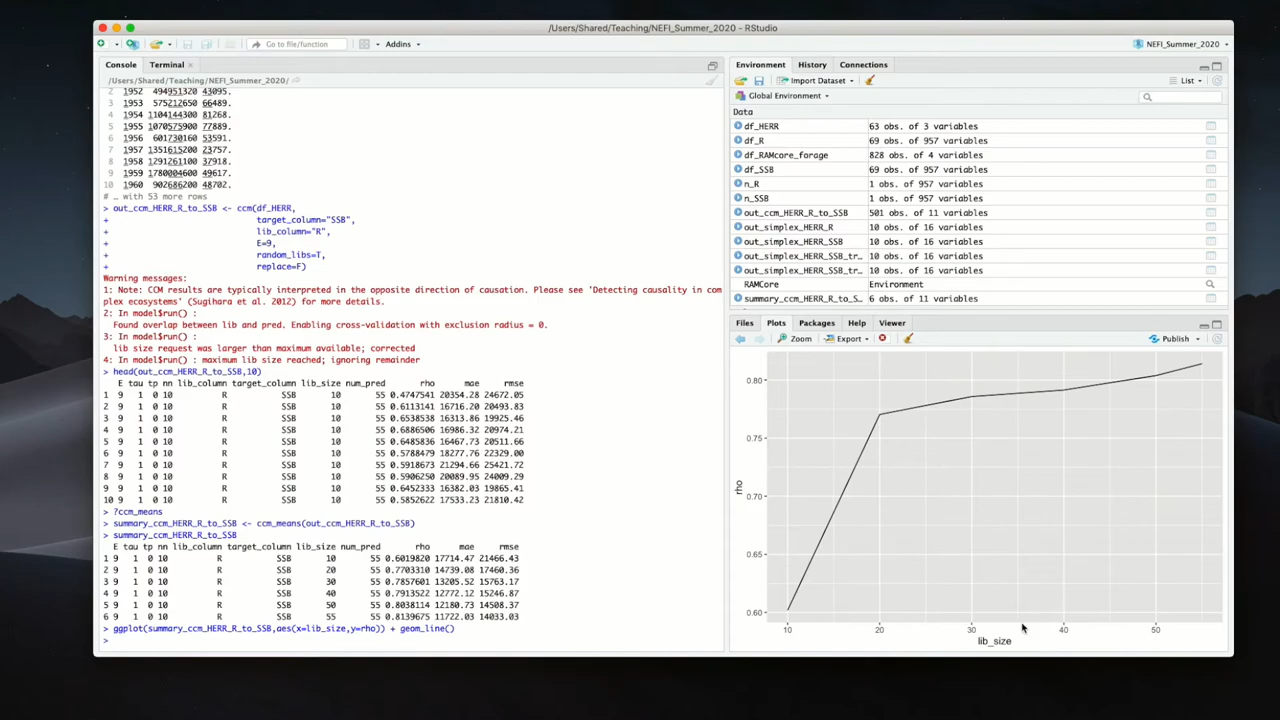 /Users/Shared/Teaching/NEFI_Summer_2020 - RStudio
Go to file/function
Addins
NEFI_Summer_2020
Console
Terminal
/Users/Shared/Teaching/NEFI_Summer_2020/
2 1952 494951320 43095.
3 1953 575212650 66489.
4 1954 1104144300 81268.
5 1955 1070575900 77889.
6 1956 601730160 53591.
7 1957 1351615200 23757.
8 1958 1291261100 37918.
9 1959 1780004600 49617.
10 1960 902686200 48702.
# … with 53 more rows
> out_ccm_HERR_R_to_SSB <- ccm(df_HERR,
+ target_column="SSB",
+ lib_column="R",
+ E=9,
+ random_libs=T,
+ replace=F)
Warning messages:
1: Note: CCM results are typically interpreted in the opposite direction of causation. Please see 'Detecting causality in com
plex ecosystems' (Sugihara et al. 2012) for more details.
2: In model$run() :
Found overlap between lib and pred. Enabling cross-validation with exclusion radius = 0.
3: In model$run() :
lib size request was larger than maximum available; corrected
4: In model$run() : maximum lib size reached; ignoring remainder
> head(out_ccm_HERR_R_to_SSB,10)
E tau tp nn lib_column target_column lib_size num_pred rho mae rmse
1 9 1 0 10 R SSB 10 55 0.4747541 20354.28 24672.05
2 9 1 0 10 R SSB 10 55 0.6113141 16716.20 20493.83
3 9 1 0 10 R SSB 10 55 0.6538538 16313.86 19925.46
4 9 1 0 10 R SSB 10 55 0.6886506 16986.32 20974.21
5 9 1 0 10 R SSB 10 55 0.6485836 16467.73 20511.66
6 9 1 0 10 R SSB 10 55 0.5788479 18277.76 22329.00
7 9 1 0 10 R SSB 10 55 0.5918673 21294.66 25421.72
8 9 1 0 10 R SSB 10 55 0.5906250 20089.95 24009.29
9 9 1 0 10 R SSB 10 55 0.6452333 16382.03 19865.41
10 9 1 0 10 R SSB 10 55 0.5852622 17533.23 21810.42
> ?ccm_means
> summary_ccm_HERR_R_to_SSB <- ccm_means(out_ccm_HERR_R_to_SSB)
> summary_ccm_HERR_R_to_SSB
E tau tp nn lib_column target_column lib_size num_pred rho mae rmse
1 9 1 0 10 R SSB 10 55 0.6019820 17714.47 21466.43
2 9 1 0 10 R SSB 20 55 0.7703310 14739.08 17460.36
3 9 1 0 10 R SSB 30 55 0.7857601 13205.52 15763.17
4 9 1 0 10 R SSB 40 55 0.7913542 12772.12 15246.87
5 9 1 0 10 R SSB 50 55 0.8038114 12180.73 14508.37
6 9 1 0 10 R SSB 55 55 0.8139675 11722.03 14033.03
> ggplot(summary_ccm_HERR_R_to_SSB,aes(x=lib_size,y=rho)) + geom_line()
>
Environment
History
Connections
Import Dataset
List
Global Environment
Data
df_HERR 63 obs. of 3 variables
df_R 69 obs. of 957 variables
df_RAMcore_forage 828 obs. of 4 variables
df_SSB 69 obs. of 957 variables
n_R 1 obs. of 957 variables
n_SSB 1 obs. of 957 variables
out_ccm_HERR_R_to_SSB 501 obs. of 11 variables
out_simplex_HERR_R 10 obs. of 16 variables
out_simplex_HERR_SSB 10 obs. of 16 variables
out_simplex_HERR_SSB_tr… 10 obs. of 16 variables
out_simplex_HERR_SSB_tr… 10 obs. of 16 variables
RAMCore Environment
summary_ccm_HERR_R_to_S… 6 obs. of 11 variables
Files
Plots
Packages
Help
Viewer
Zoom
Export
Publish
0.80
0.75
0.70
0.65
0.60
rho
10 20 30 40 50
lib_size